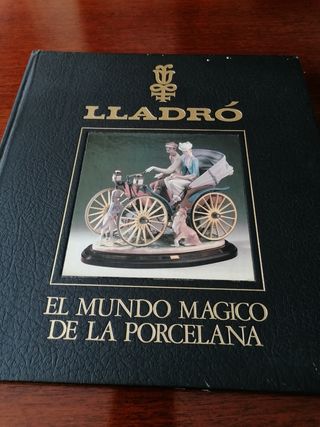 LLADRÓ
EL MUNDO MAGICO
DE LA PORCELANA